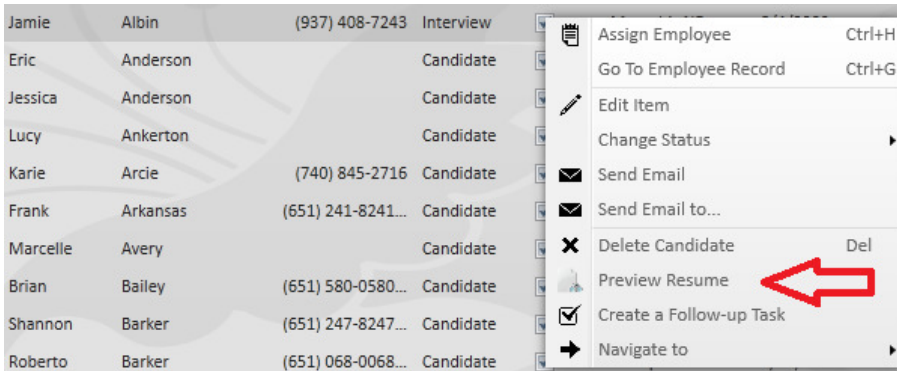 Jamie Albin (937) 408-7243 Interview
Eric Anderson Candidate
Jessica Anderson Candidate
Lucy Ankerton Candidate
Karie Arcie (740) 845-2716 Candidate
Frank Arkansas (651) 241-8241... Candidate
Marcelle Avery Candidate
Brian Bailey (651) 580-0580... Candidate
Shannon Barker (651) 247-8247... Candidate
Roberto Barker (651) 068-0068... Candidate
Assign Employee Ctrl+H
Go To Employee Record Ctrl+G
Edit Item
Change Status
Send Email
Send Email to...
Delete Candidate Del
Preview Resume
Create a Follow-up Task
Navigate to